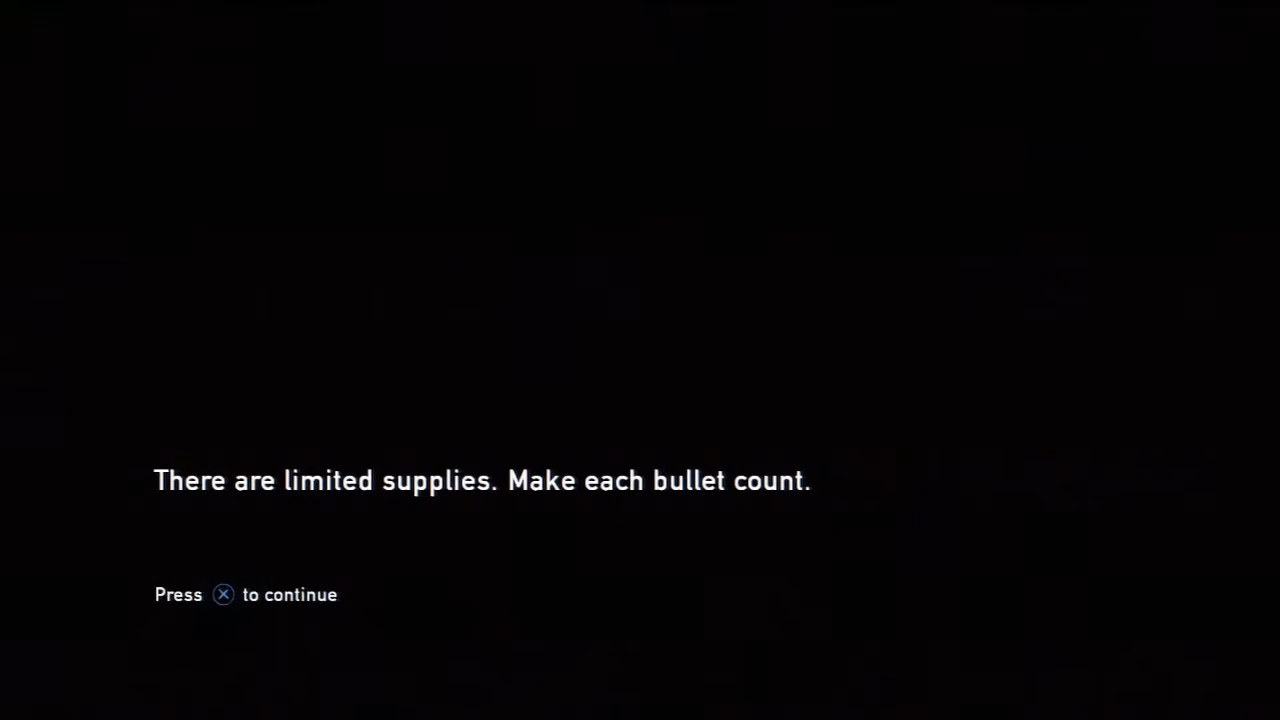 There are limited supplies. Make each bullet count.
Press ⓧ to continue